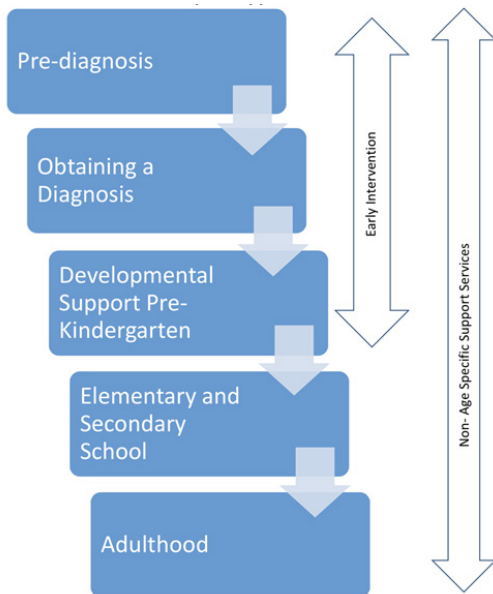 Pre-diagnosis
Obtaining a
Diagnosis
Developmental
Support Pre-
Kindergarten
Elementary and
Secondary
School
Adulthood
Early Intervention
Non- Age Specific Support Services